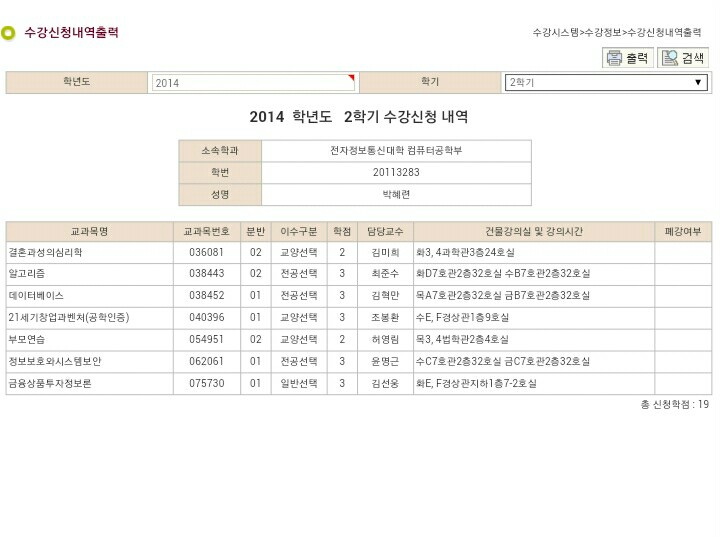 수강신청내역출력
수강시스템>수강정보>수강신청내역출력
출력 검색
학년도 2014 학기 2학기
2014 학년도 2학기 수강신청 내역
소속학과 전자정보통신대학 컴퓨터공학부
학번 20113283
성명 박혜련
교과목명 교과목번호 분반 이수구분 학점 담당교수 건물강의실 및 강의시간 폐강여부
결혼과성의심리학 036081 02 교양선택 2 김미희 화3, 4과학관3층24호실
알고리즘 038443 02 전공선택 3 최준수 화D7호관2층32호실 수B7호관2층32호실
데이터베이스 038452 01 전공선택 3 김혁만 목A7호관2층32호실 금B7호관2층32호실
21세기창업과벤처(공학인증) 040396 01 교양선택 3 조봉환 수E, F경상관1층9호실
부모연습 054951 02 교양선택 2 허영림 목3, 4법학관2층4호실
정보보호와시스템보안 062061 01 전공선택 3 윤명근 수C7호관2층32호실 금C7호관2층32호실
금융상품투자정보론 075730 01 일반선택 3 김선웅 화E, F경상관지하1층7-2호실
총 신청학점 : 19